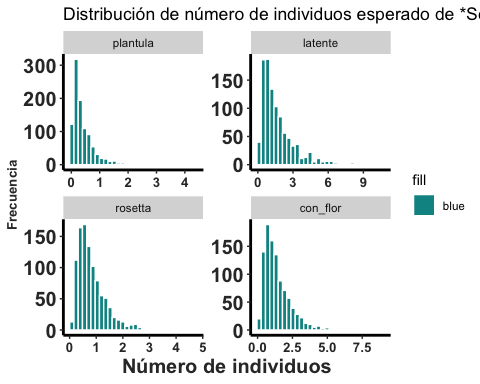 Distribución de número de individuos esperado de *Se
plantula
latente
300
200
100
0
0 1 2 3 4
150
100
50
0
0 3 6 9
rosetta
con_flor
150
100
50
0
0 1 2 3 4 5
150
100
50
0
0.0 2.5 5.0 7.5
Frecuencia
Número de individuos
fill
blue